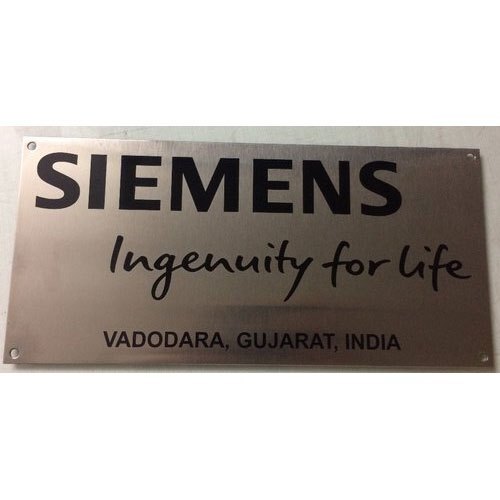 SIEMENS
Ingenuity for life
VADODARA, GUJARAT, INDIA